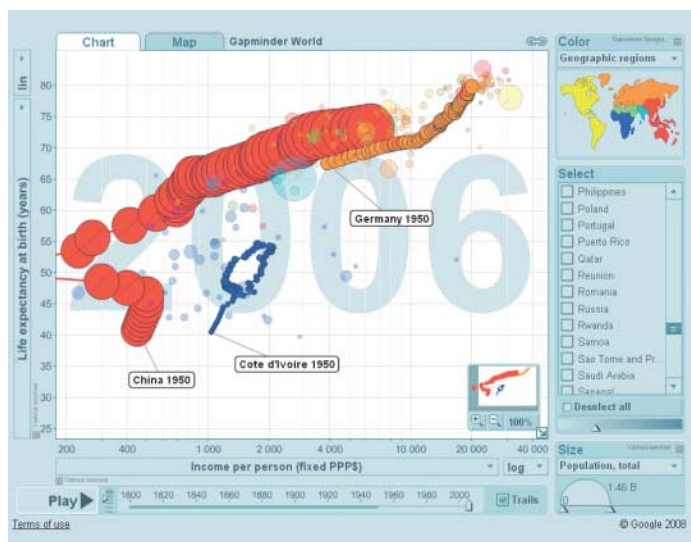 Chart
Map
Gapminder World
lin
Life expectancy at birth (years)
80
75
70
65
60
55
50
45
40
35
30
25
2006
Germany 1950
Cote d'Ivoire 1950
China 1950
100%
200
400
1 000
2 000
4 000
10 000
20 000
40 000
Income per person (fixed PPP$)
log
Play
1800
1820
1840
1860
1880
1900
1920
1940
1960
1980
2000
Trails
Terms of use
Color
Geographic regions
Select
Philippines
Poland
Portugal
Puerto Rico
Qatar
Reunion
Romania
Russia
Rwanda
Samoa
Sao Tome and Pr...
Saudi Arabia
Senegal
Deselect all
Size
Population, total
1.46 B
0
© Google 2008